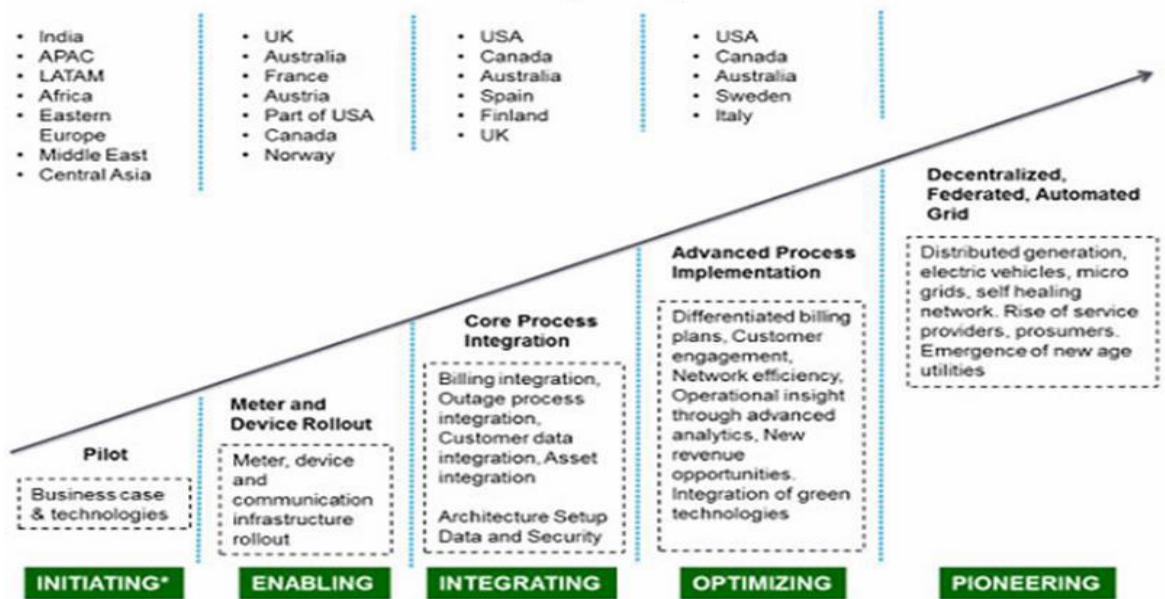 • India
• APAC
• LATAM
• Africa
• Eastern
Europe
• Middle East
• Central Asia
• UK
• Australia
• France
• Austria
• Part of USA
• Canada
• Norway
• USA
• Canada
• Australia
• Spain
• Finland
• UK
• USA
• Canada
• Australia
• Sweden
• Italy
Pilot
Business case
& technologies
Meter and
Device Rollout
Meter, device
and
communication
infrastructure
rollout
Core Process
Integration
Billing integration,
Outage process
integration,
Customer data
integration, Asset
integration
Architecture Setup
Data and Security
Advanced Process
Implementation
Differentiated billing
plans, Customer
engagement,
Network efficiency,
Operational insight
through advanced
analytics, New
revenue
opportunities.
Integration of green
technologies
Decentralized,
Federated, Automated
Grid
Distributed generation,
electric vehicles, micro
grids, self healing
network. Rise of service
providers, prosumers.
Emergence of new age
utilities
INITIATING*
ENABLING
INTEGRATING
OPTIMIZING
PIONEERING